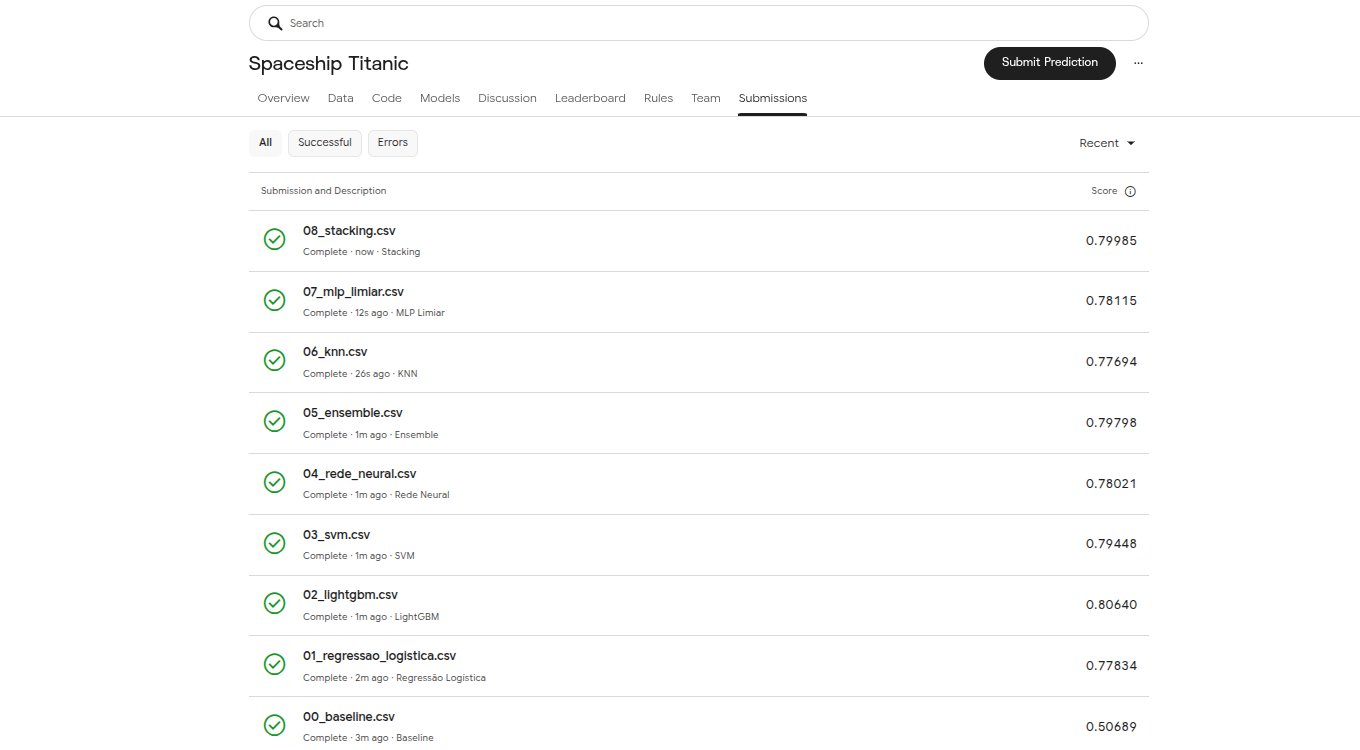 Search
Spaceship Titanic
Submit Prediction
...
Overview Data Code Models Discussion Leaderboard Rules Team Submissions
All Successful Errors Recent
Submission and Description Score
08_stacking.csv
Complete · now · Stacking
0.79985
07_mlp_limiar.csv
Complete · 12s ago · MLP Limiar
0.78115
06_knn.csv
Complete · 26s ago · KNN
0.77694
05_ensemble.csv
Complete · 1m ago · Ensemble
0.79798
04_rede_neural.csv
Complete · 1m ago · Rede Neural
0.78021
03_svm.csv
Complete · 1m ago · SVM
0.79448
02_lightgbm.csv
Complete · 1m ago · LightGBM
0.80640
01_regressao_logistica.csv
Complete · 2m ago · Regressão Logística
0.77834
00_baseline.csv
Complete · 3m ago · Baseline
0.50689